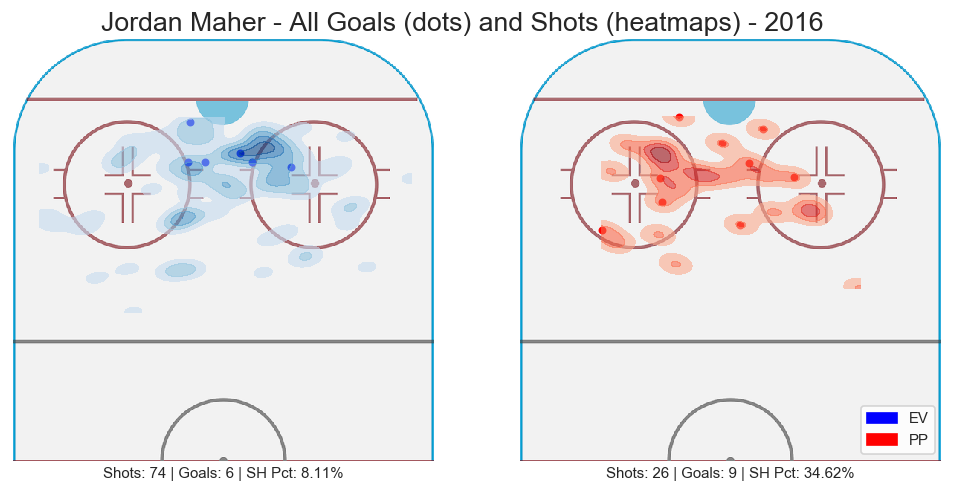 Jordan Maher - All Goals (dots) and Shots (heatmaps) - 2016
EV
PP
Shots: 74 | Goals: 6 | SH Pct: 8.11%
Shots: 26 | Goals: 9 | SH Pct: 34.62%